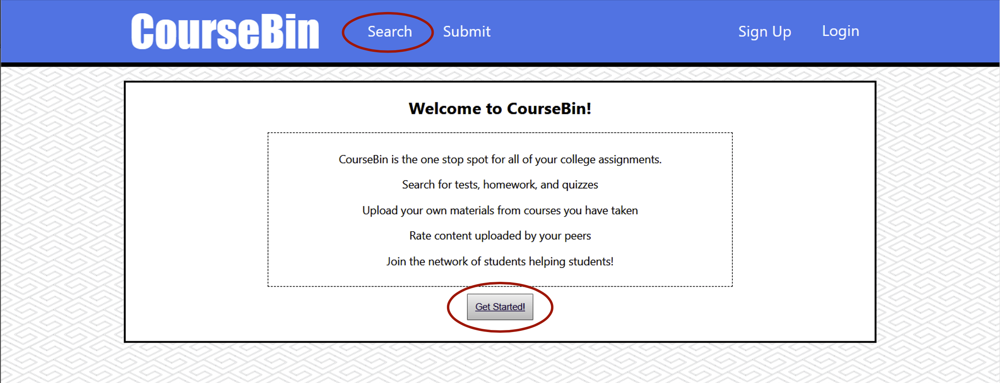 CourseBin
Search
Submit
Sign Up
Login
Welcome to CourseBin!
CourseBin is the one stop spot for all of your college assignments.
Search for tests, homework, and quizzes
Upload your own materials from courses you have taken
Rate content uploaded by your peers
Join the network of students helping students!
Get Started!